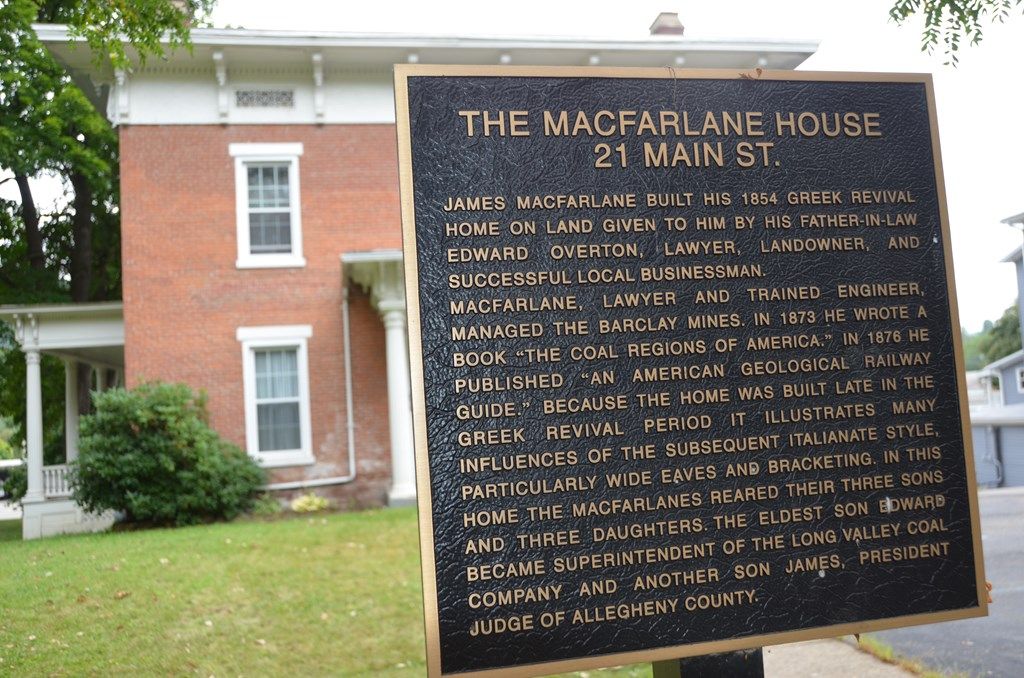 THE MACFARLANE HOUSE
21 MAIN ST.
JAMES MACFARLANE BUILT HIS 1854 GREEK REVIVAL
HOME ON LAND GIVEN TO HIM BY HIS FATHER-IN-LAW
EDWARD OVERTON, LAWYER, LANDOWNER, AND
SUCCESSFUL LOCAL BUSINESSMAN.
MACFARLANE, LAWYER AND TRAINED ENGINEER,
MANAGED THE BARCLAY MINES. IN 1873 HE WROTE A
BOOK “THE COAL REGIONS OF AMERICA.” IN 1876 HE
PUBLISHED “AN AMERICAN GEOLOGICAL RAILWAY
GUIDE.” BECAUSE THE HOME WAS BUILT LATE IN THE
GREEK REVIVAL PERIOD IT ILLUSTRATES MANY
INFLUENCES OF THE SUBSEQUENT ITALIANATE STYLE,
PARTICULARLY WIDE EAVES AND BRACKETING. IN THIS
HOME THE MACFARLANES REARED THEIR THREE SONS
AND THREE DAUGHTERS. THE ELDEST SON EDWARD
BECAME SUPERINTENDENT OF THE LONG VALLEY COAL
COMPANY AND ANOTHER SON JAMES, PRESIDENT
JUDGE OF ALLEGHENY COUNTY.